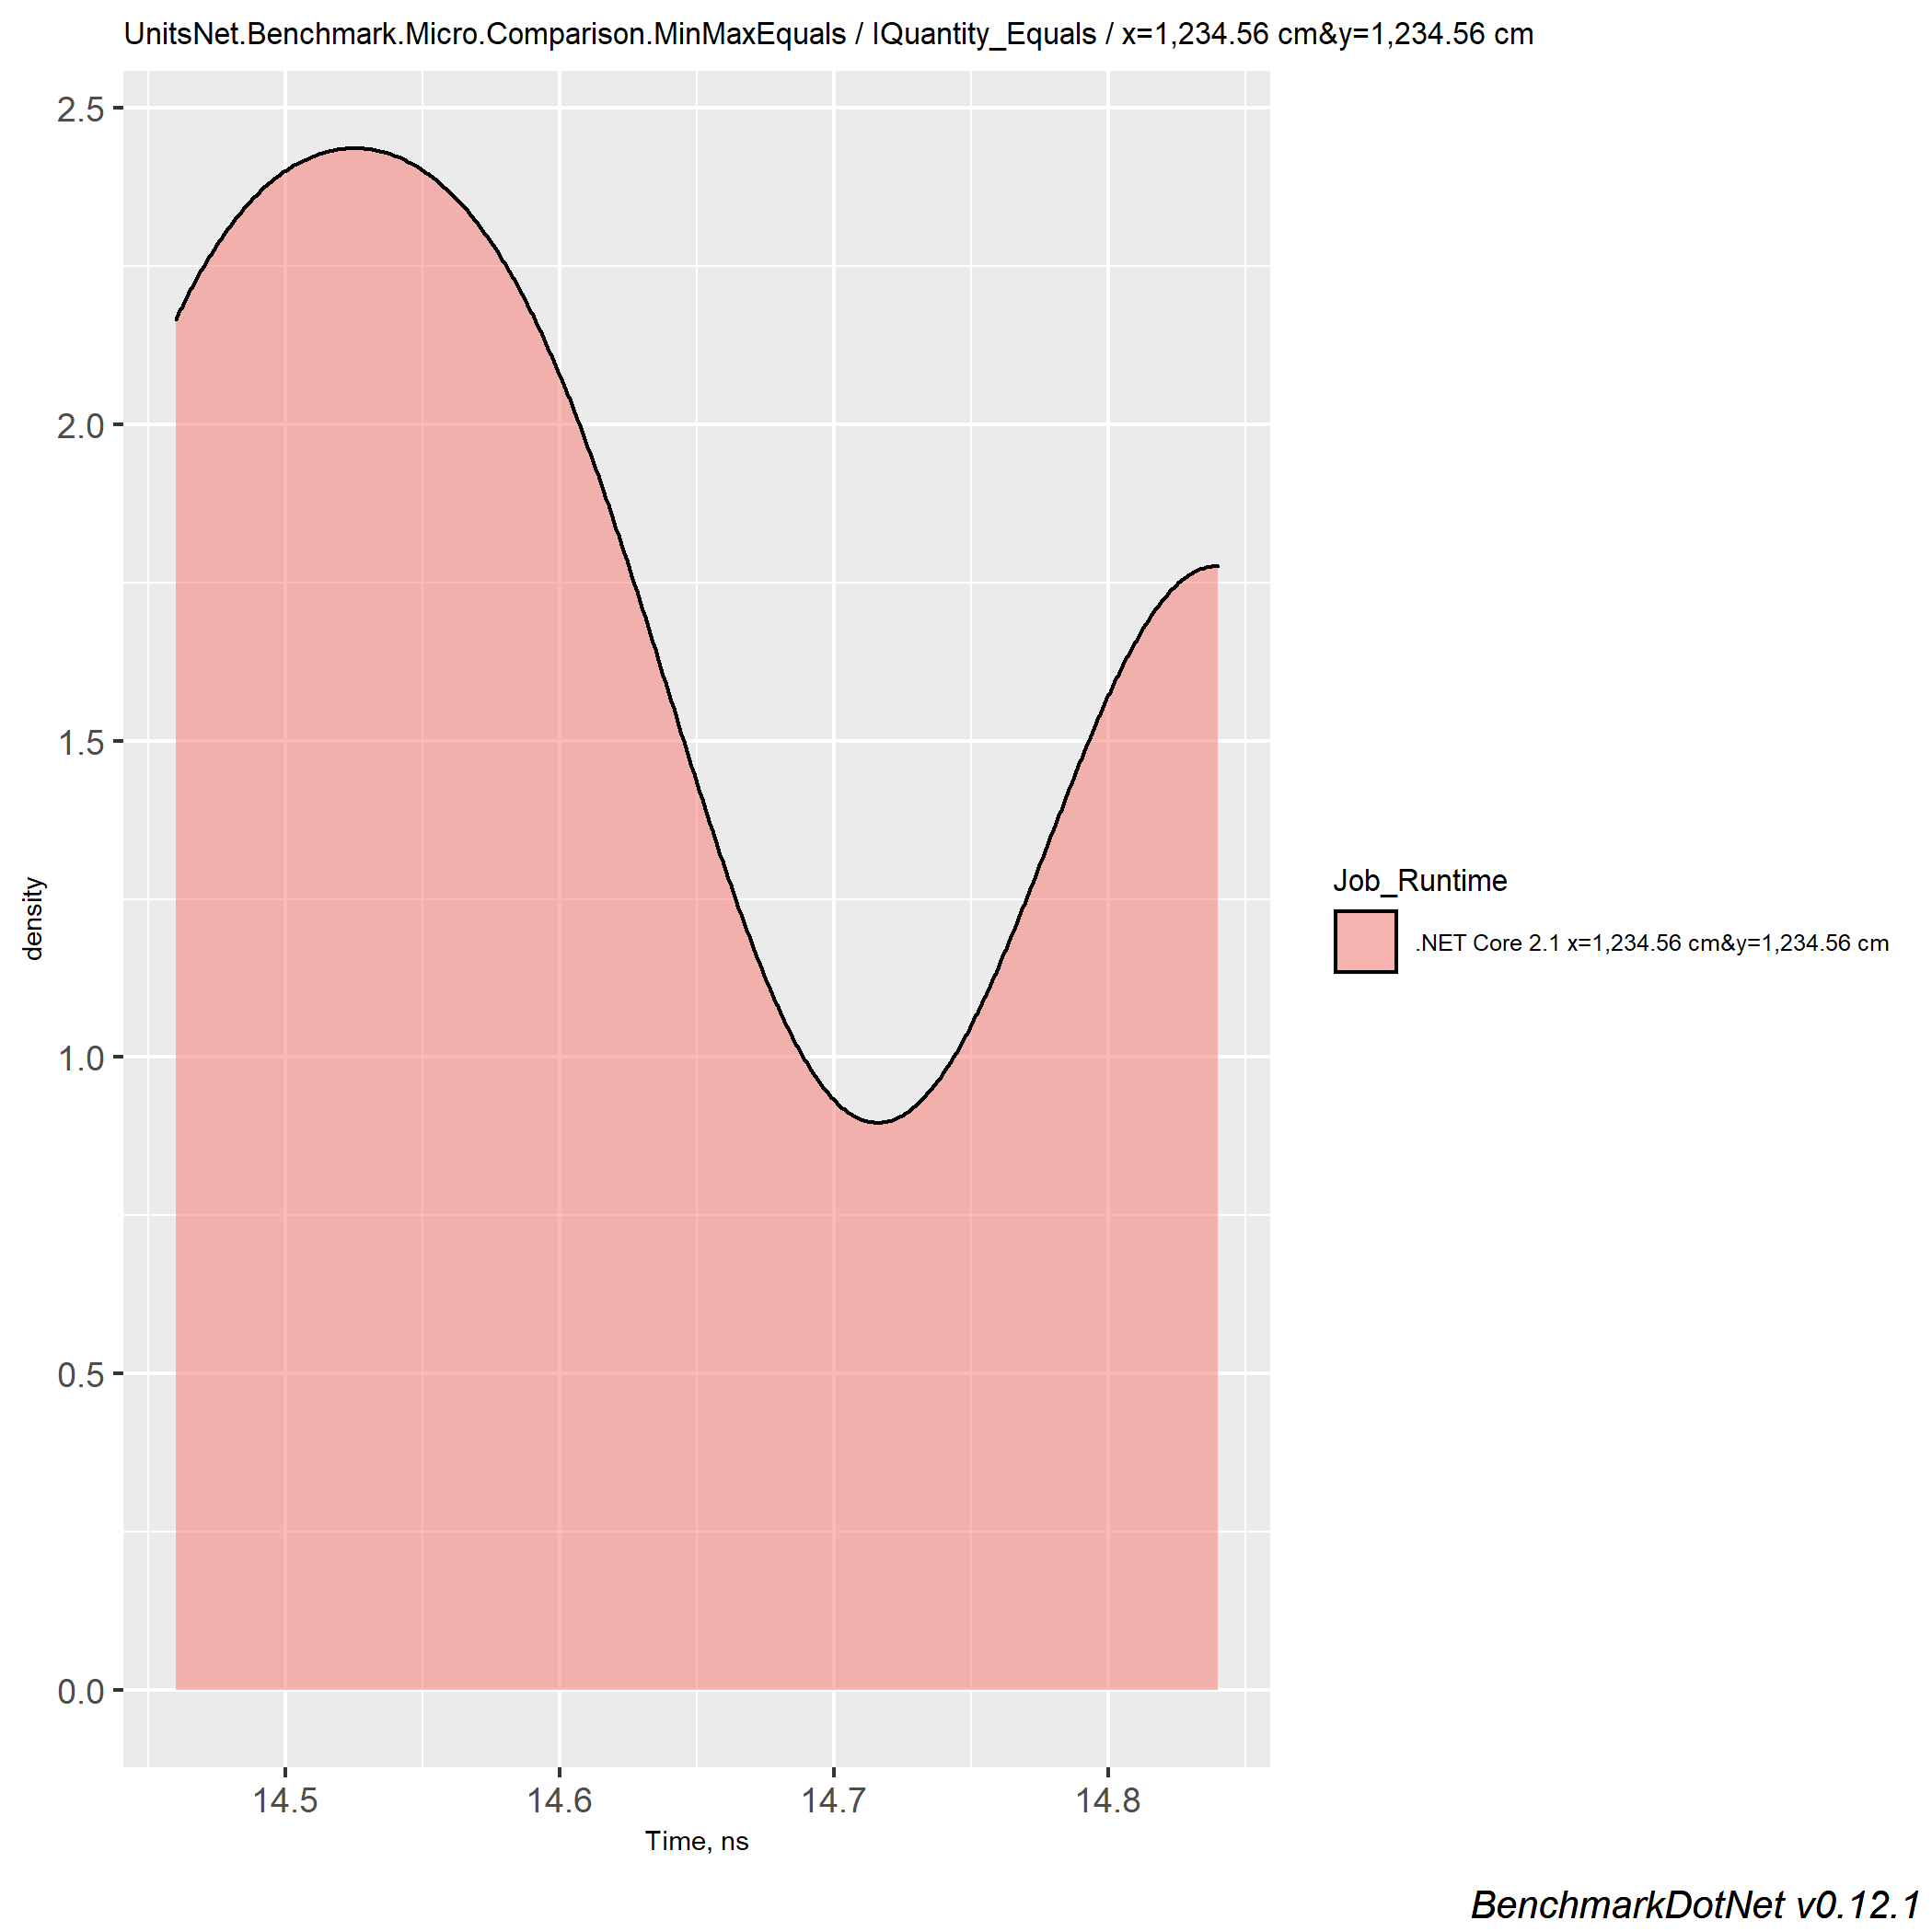 UnitsNet.Benchmark.Micro.Comparison.MinMaxEquals / IQuantity_Equals / x=1,234.56 cm&y=1,234.56 cm
2.5
2.0
1.5
1.0
0.5
0.0
density
14.5 14.6 14.7 14.8
Time, ns
Job_Runtime
.NET Core 2.1 x=1,234.56 cm&y=1,234.56 cm
BenchmarkDotNet v0.12.1